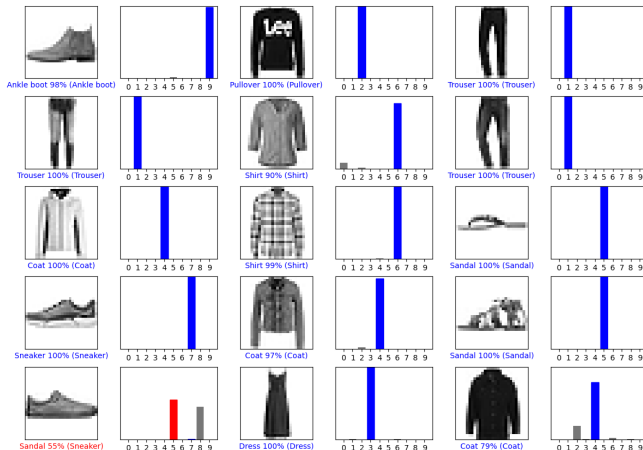 Lee
0 1 2 3 4 5 6 7 8 9
0 1 2 3 4 5 6 7 8 9
0 1 2 3 4 5 6 7 8 9
Ankle boot 98% (Ankle boot)
Pullover 100% (Pullover)
Trouser 100% (Trouser)
0 1 2 3 4 5 6 7 8 9
0 1 2 3 4 5 6 7 8 9
0 1 2 3 4 5 6 7 8 9
Trouser 100% (Trouser)
Shirt 90% (Shirt)
Trouser 100% (Trouser)
0 1 2 3 4 5 6 7 8 9
0 1 2 3 4 5 6 7 8 9
0 1 2 3 4 5 6 7 8 9
Coat 100% (Coat)
Shirt 99% (Shirt)
Sandal 100% (Sandal)
0 1 2 3 4 5 6 7 8 9
0 1 2 3 4 5 6 7 8 9
0 1 2 3 4 5 6 7 8 9
Sneaker 100% (Sneaker)
Coat 97% (Coat)
Sandal 100% (Sandal)
0 1 2 3 4 5 6 7 8 9
0 1 2 3 4 5 6 7 8 9
0 1 2 3 4 5 6 7 8 9
Sandal 55% (Sneaker)
Dress 100% (Dress)
Coat 79% (Coat)